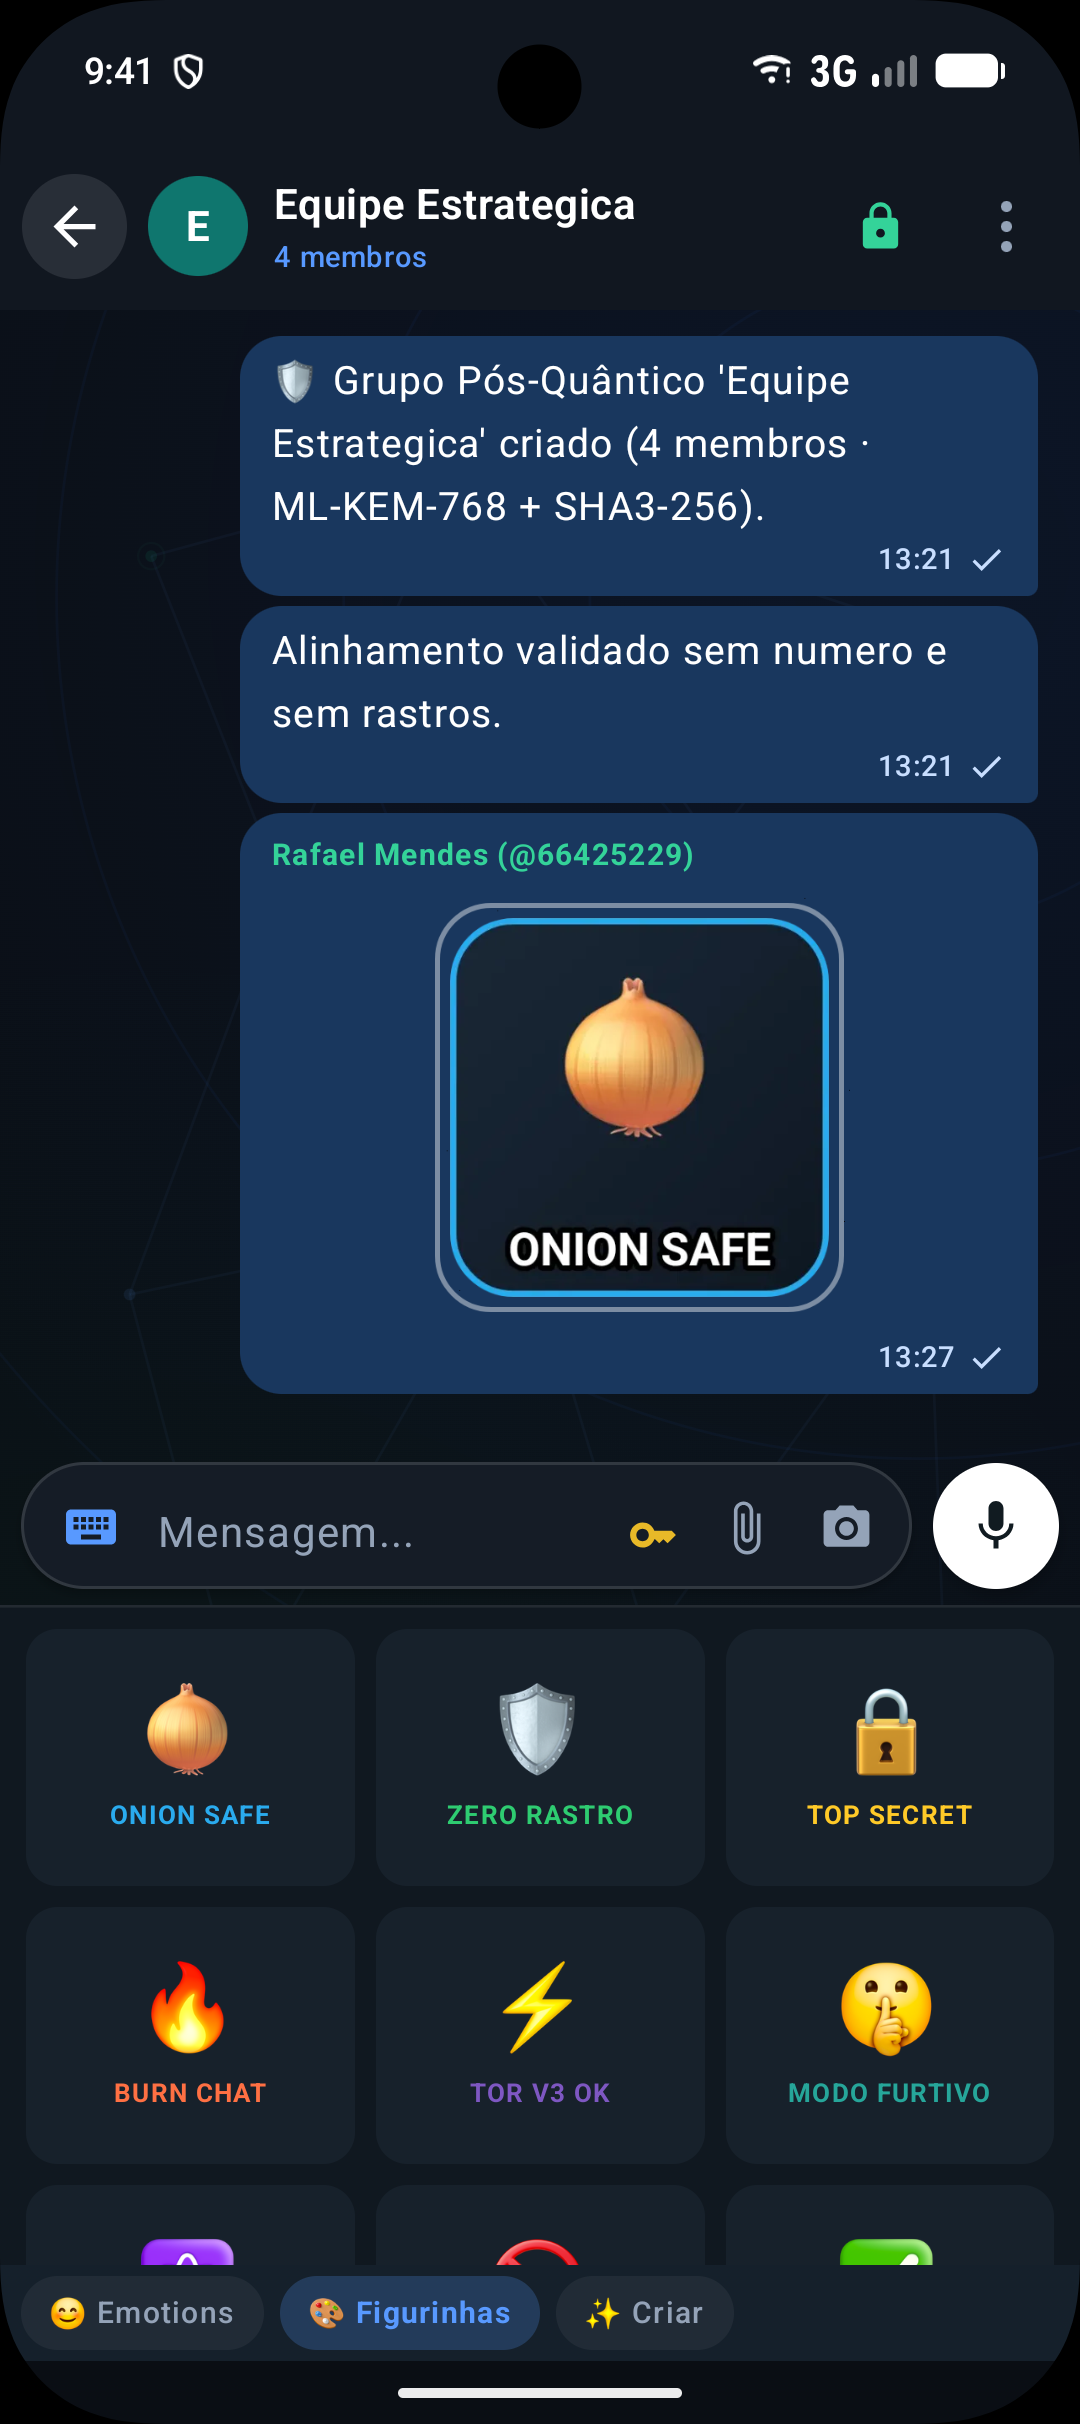 9:41
3G
E
Equipe Estrategica
4 membros
Grupo Pós-Quântico 'Equipe
Estrategica' criado (4 membros ·
ML-KEM-768 + SHA3-256).
13:21
Alinhamento validado sem numero e
sem rastros.
13:21
Rafael Mendes (@66425229)
ONION SAFE
13:27
Mensagem...
ONION SAFE
ZERO RASTRO
TOP SECRET
BURN CHAT
TOR V3 OK
MODO FURTIVO
Emotions
Figurinhas
Criar